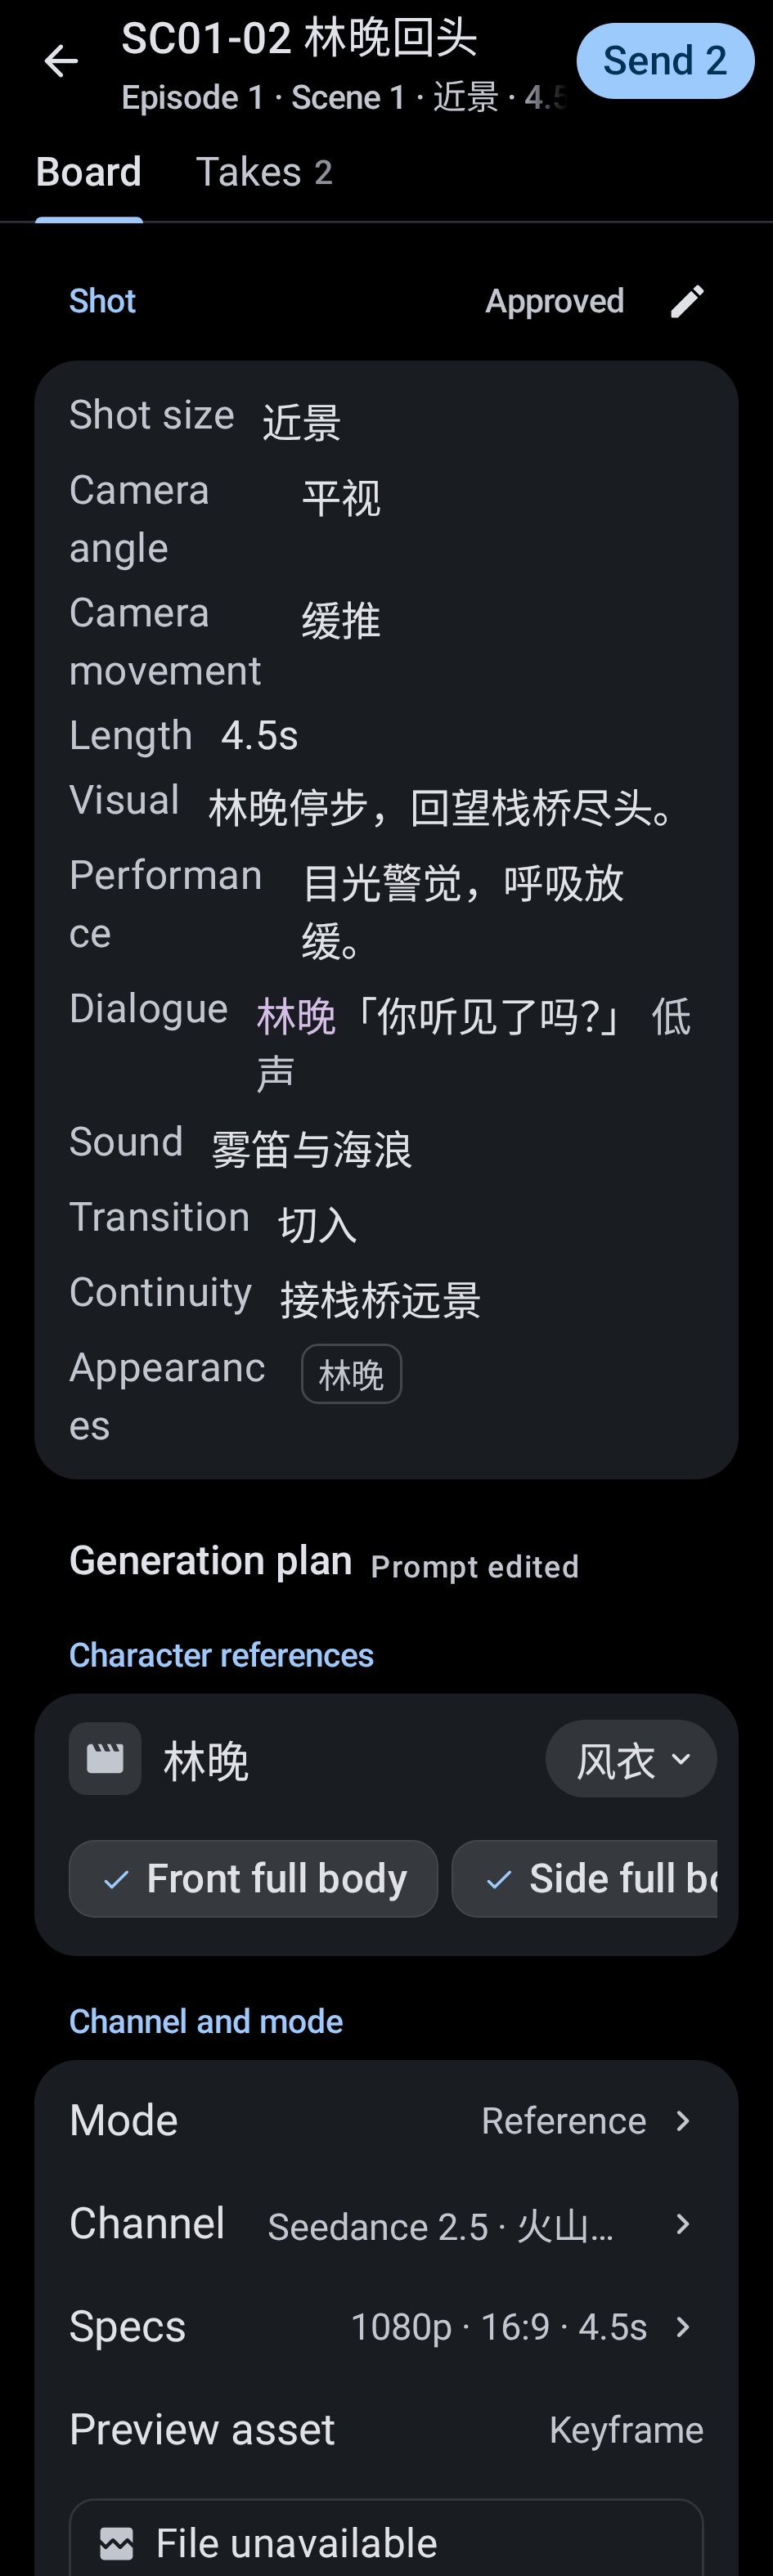 SC01-02 林晚回头
Send 2
Episode 1 · Scene 1 · 近景 · 4.5
Board
Takes 2
Shot
Approved
Shot size 近景
Camera angle 平视
Camera movement 缓推
Length 4.5s
Visual 林晚停步，回望栈桥尽头。
Performance 目光警觉，呼吸放缓。
Dialogue 林晚「你听见了吗？」 低声
Sound 雾笛与海浪
Transition 切入
Continuity 接栈桥远景
Appearances 林晚
Generation plan Prompt edited
Character references
林晚
风衣
Front full body
Side full bo
Channel and mode
Mode Reference
Channel Seedance 2.5 · 火山…
Specs 1080p · 16:9 · 4.5s
Preview asset Keyframe
File unavailable